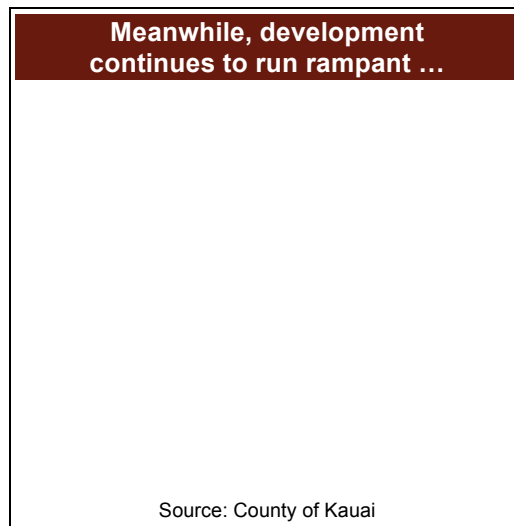 Meanwhile, development
continues to run rampant …
Source: County of Kauai